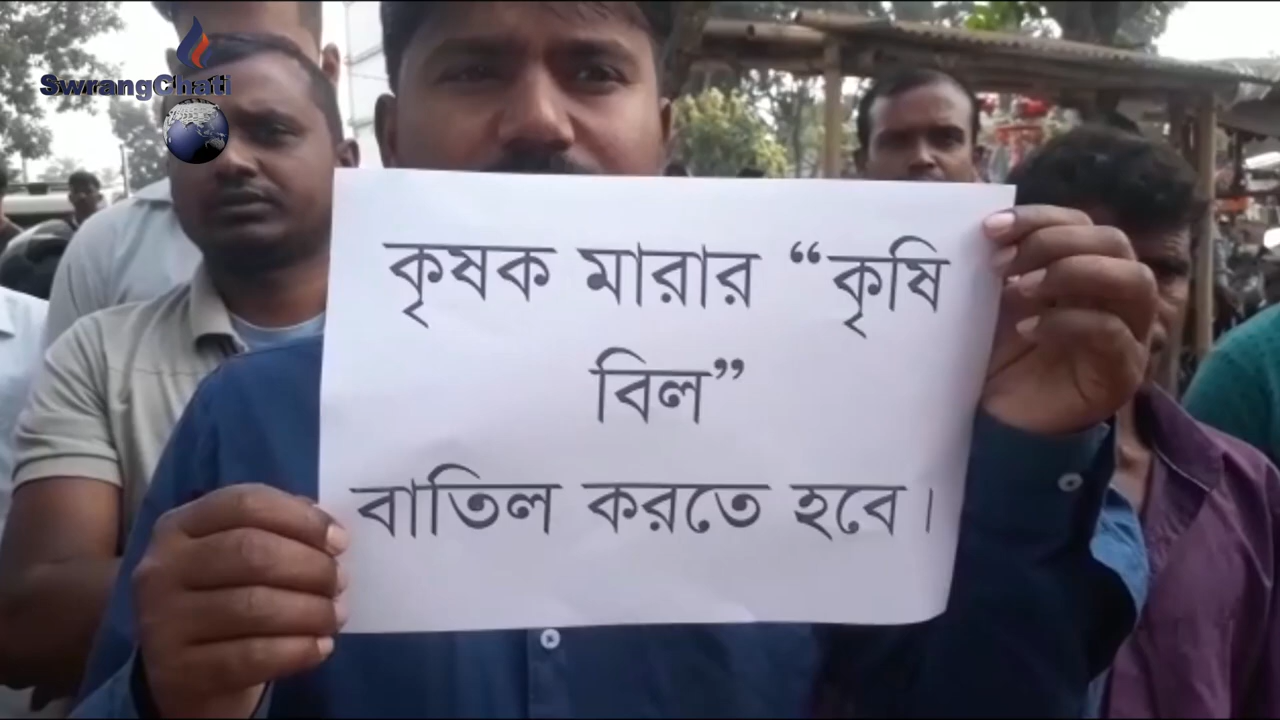 SwrangChati
কৃষক মারার “কৃষি
বিল”
বাতিল করতে হবে।